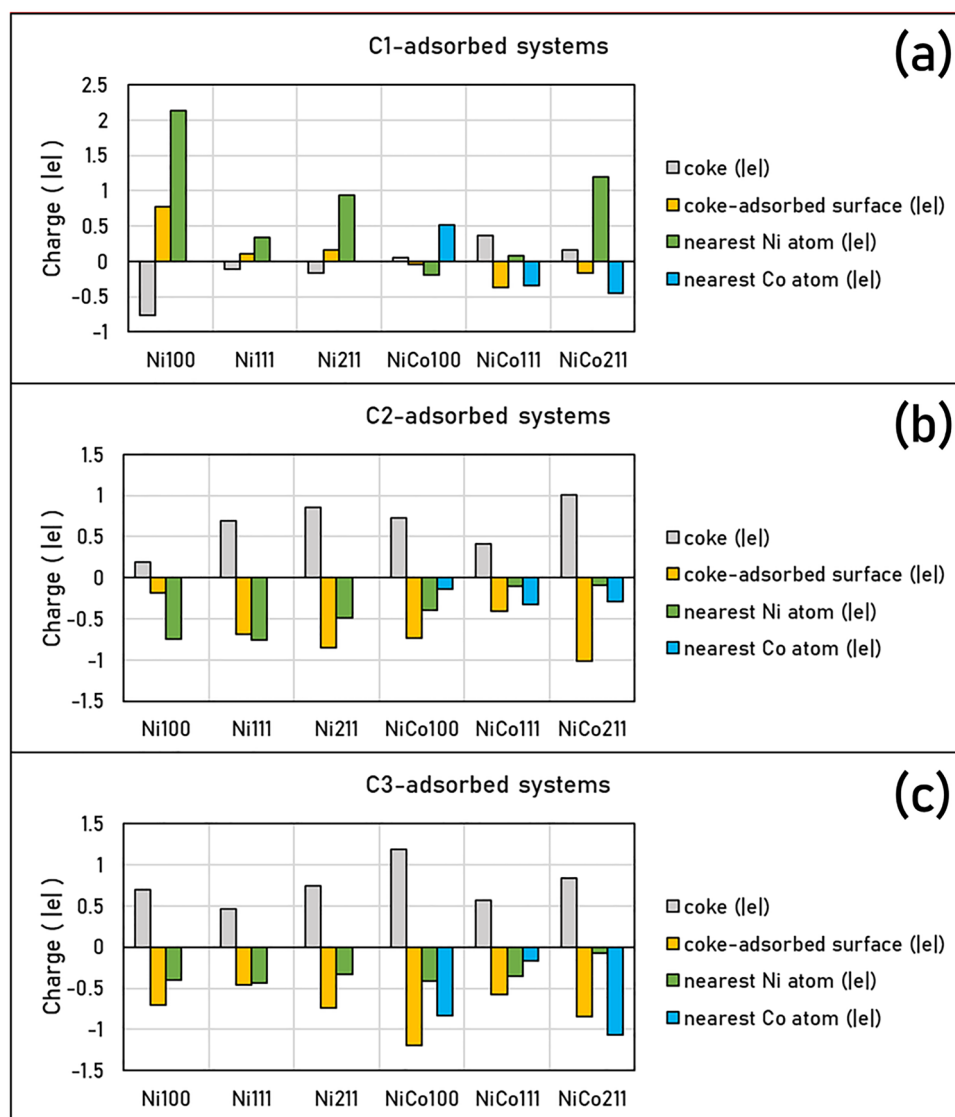 C1-adsorbed systems
(a)
Charge ( |e| )
2.5
2
1.5
1
0.5
0
-0.5
-1
Ni100 Ni111 Ni211 NiCo100 NiCo111 NiCo211
coke (|e|)
coke-adsorbed surface (|e|)
nearest Ni atom (|e|)
nearest Co atom (|e|)
C2-adsorbed systems
(b)
Charge ( |e| )
1.5
1
0.5
0
-0.5
-1
-1.5
Ni100 Ni111 Ni211 NiCo100 NiCo111 NiCo211
coke (|e|)
coke-adsorbed surface (|e|)
nearest Ni atom (|e|)
nearest Co atom (|e|)
C3-adsorbed systems
(c)
Charge ( |e| )
1.5
1
0.5
0
-0.5
-1
-1.5
Ni100 Ni111 Ni211 NiCo100 NiCo111 NiCo211
coke (|e|)
coke-adsorbed surface (|e|)
nearest Ni atom (|e|)
nearest Co atom (|e|)